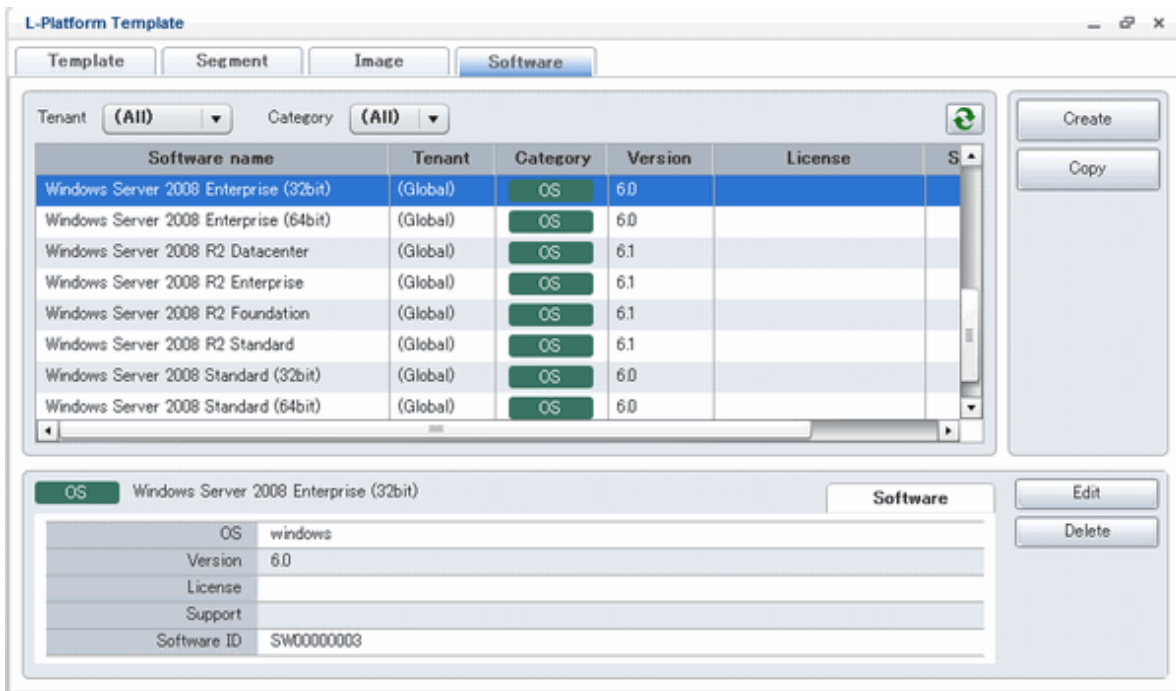 L-Platform Template
Template Segment Image Software
Tenant (All) Category (All)
Create
Copy
Software name Tenant Category Version License S
Windows Server 2008 Enterprise (32bit) (Global) OS 6.0
Windows Server 2008 Enterprise (64bit) (Global) OS 6.0
Windows Server 2008 R2 Datacenter (Global) OS 6.1
Windows Server 2008 R2 Enterprise (Global) OS 6.1
Windows Server 2008 R2 Foundation (Global) OS 6.1
Windows Server 2008 R2 Standard (Global) OS 6.1
Windows Server 2008 Standard (32bit) (Global) OS 6.0
Windows Server 2008 Standard (64bit) (Global) OS 6.0
OS Windows Server 2008 Enterprise (32bit) Software
Edit
Delete
OS windows
Version 6.0
License
Support
Software ID SW00000003